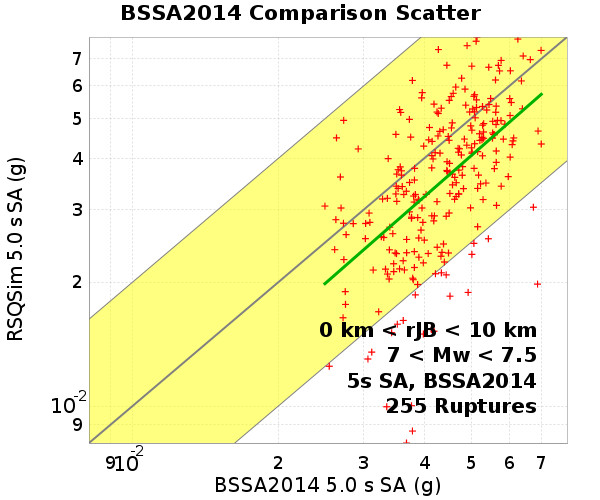 BSSA2014 Comparison Scatter
RSQSim 5.0 s SA (g)
7
6
5
4
3
2
10-2
9
0 km < rJB < 10 km
7 < Mw < 7.5
5s SA, BSSA2014
255 Ruptures
9 10-2 2 3 4 5 6 7
BSSA2014 5.0 s SA (g)